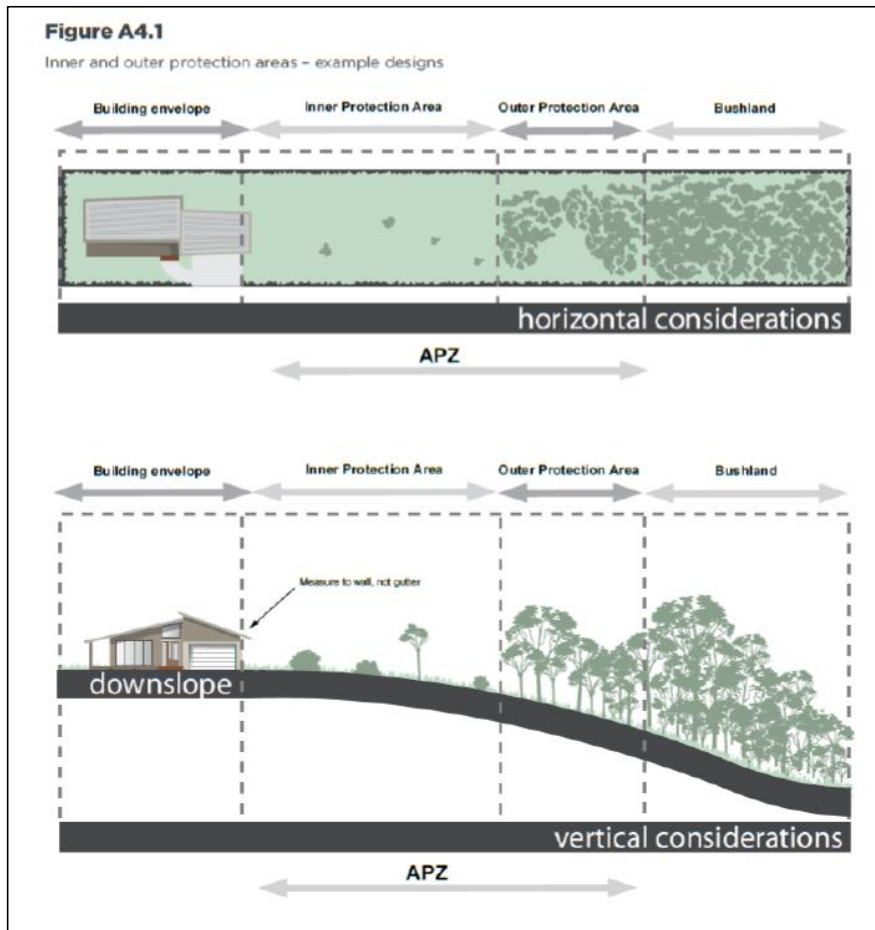 Figure A4.1
Inner and outer protection areas – example designs
Building envelope Inner Protection Area Outer Protection Area Bushland
horizontal considerations
APZ
Building envelope Inner Protection Area Outer Protection Area Bushland
Measure to wall, not gutter
downslope
vertical considerations
APZ